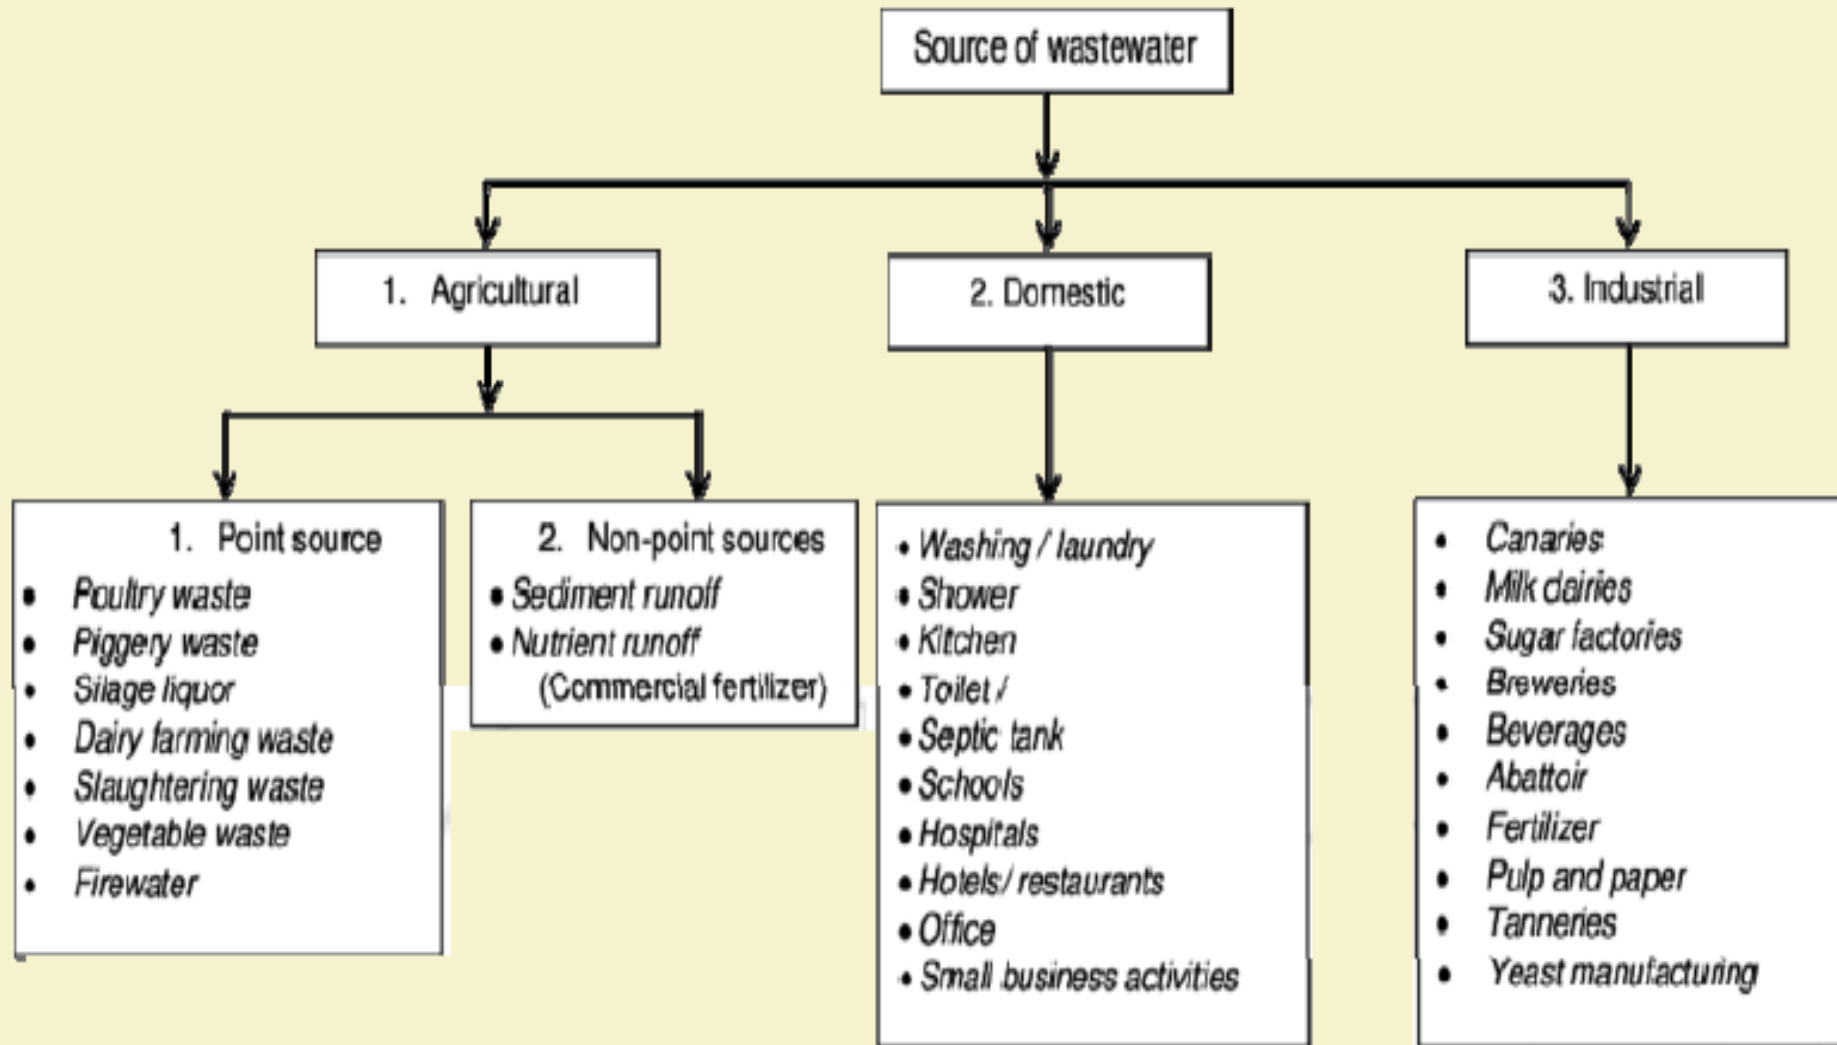 Source of wastewater
1. Agricultural
2. Domestic
3. Industrial
1. Point source
• Poultry waste
• Piggery waste
• Silage liquor
• Dairy farming waste
• Slaughtering waste
• Vegetable waste
• Firewater
2. Non-point sources
• Sediment runoff
• Nutrient runoff
(Commercial fertilizer)
• Washing / laundry
• Shower
• Kitchen
• Toilet /
• Septic tank
• Schools
• Hospitals
• Hotels/ restaurants
• Office
• Small business activities
• Canaries
• Milk dairies
• Sugar factories
• Breweries
• Beverages
• Abattoir
• Fertilizer
• Pulp and paper
• Tanneries
• Yeast manufacturing